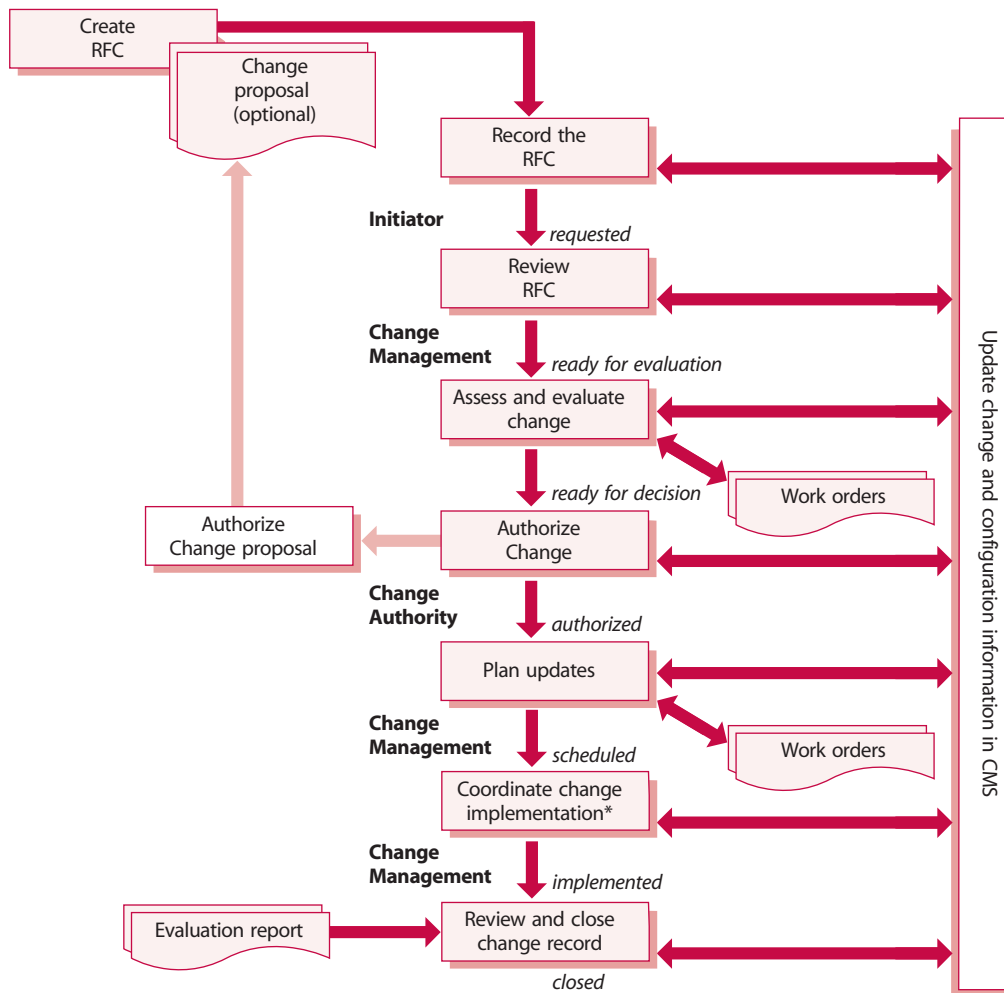 Create
RFC
Change
proposal
(optional)
Record the
RFC
Initiator
requested
Review
RFC
Change
Management
ready for evaluation
Assess and evaluate
change
ready for decision
Work orders
Authorize
Change proposal
Authorize
Change
Change
Authority
authorized
Plan updates
Change
Management
scheduled
Work orders
Coordinate change
implementation*
Change
Management
implemented
Evaluation report
Review and close
change record
closed
Update change and configuration information in CMS